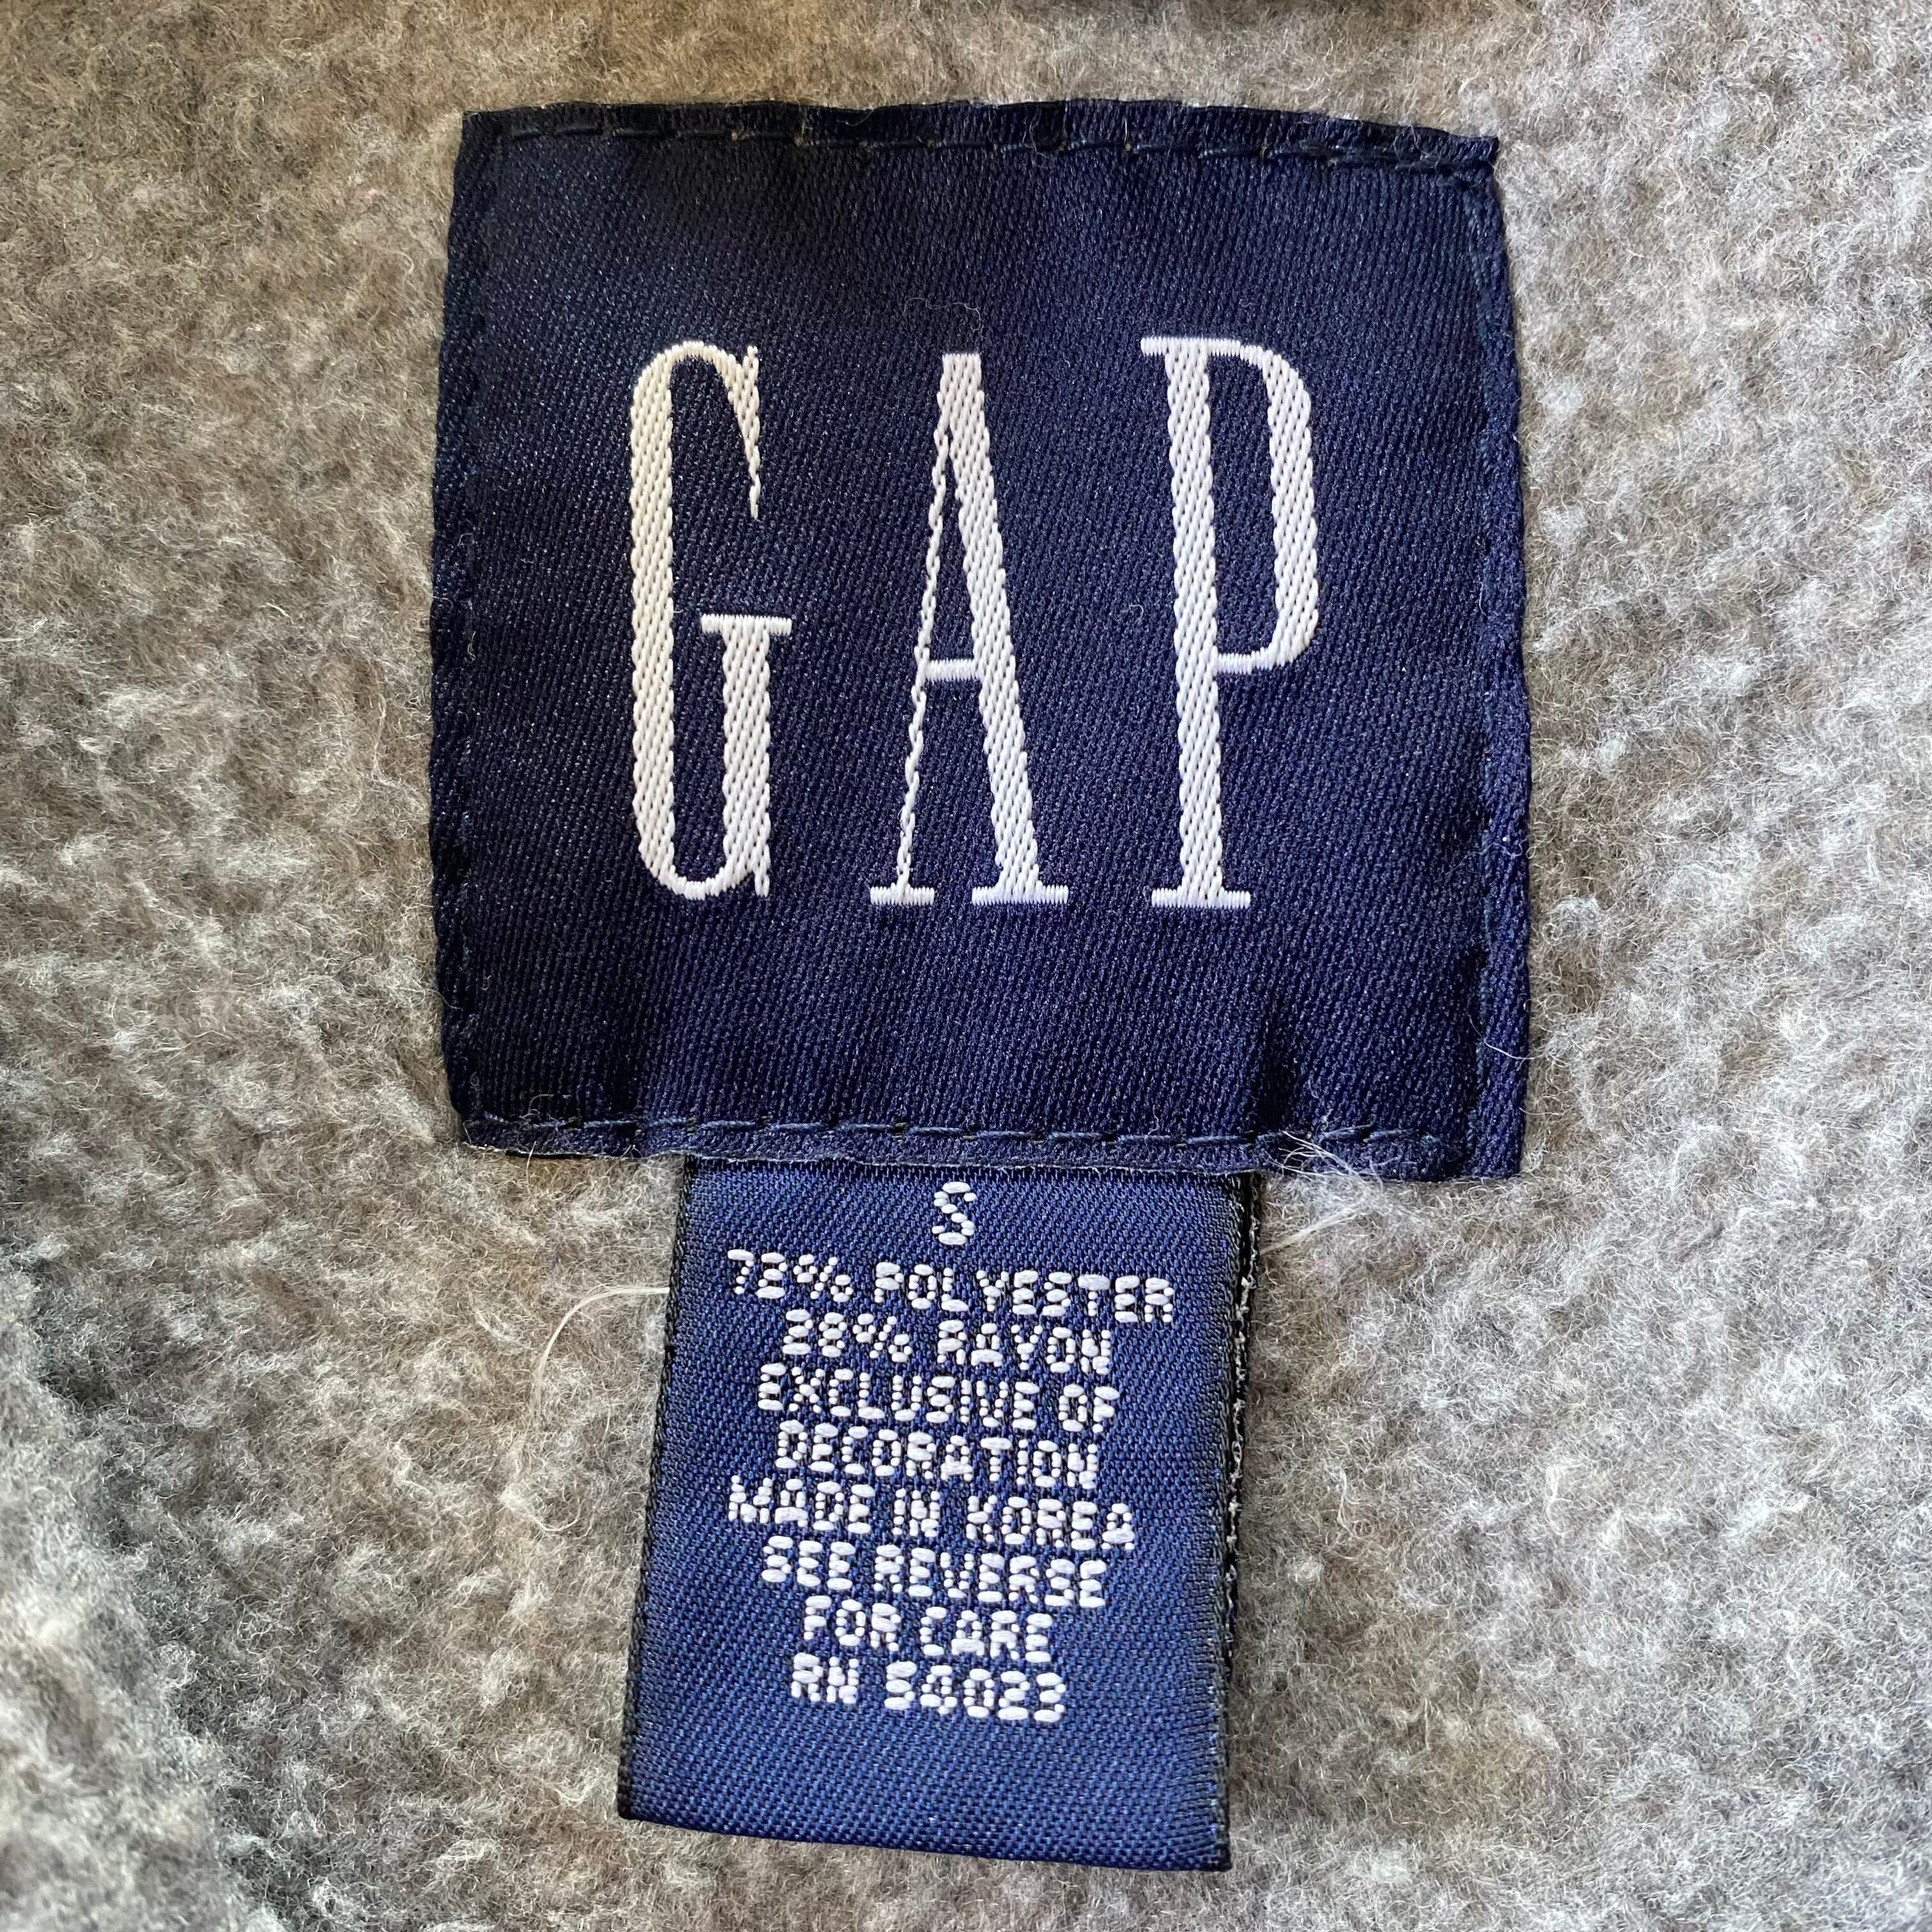 GAP
S
72% POLYESTER
28% RAYON
EXCLUSIVE OF
DECORATION
MADE IN KOREA
SEE REVERSE
FOR CARE
RN 54023